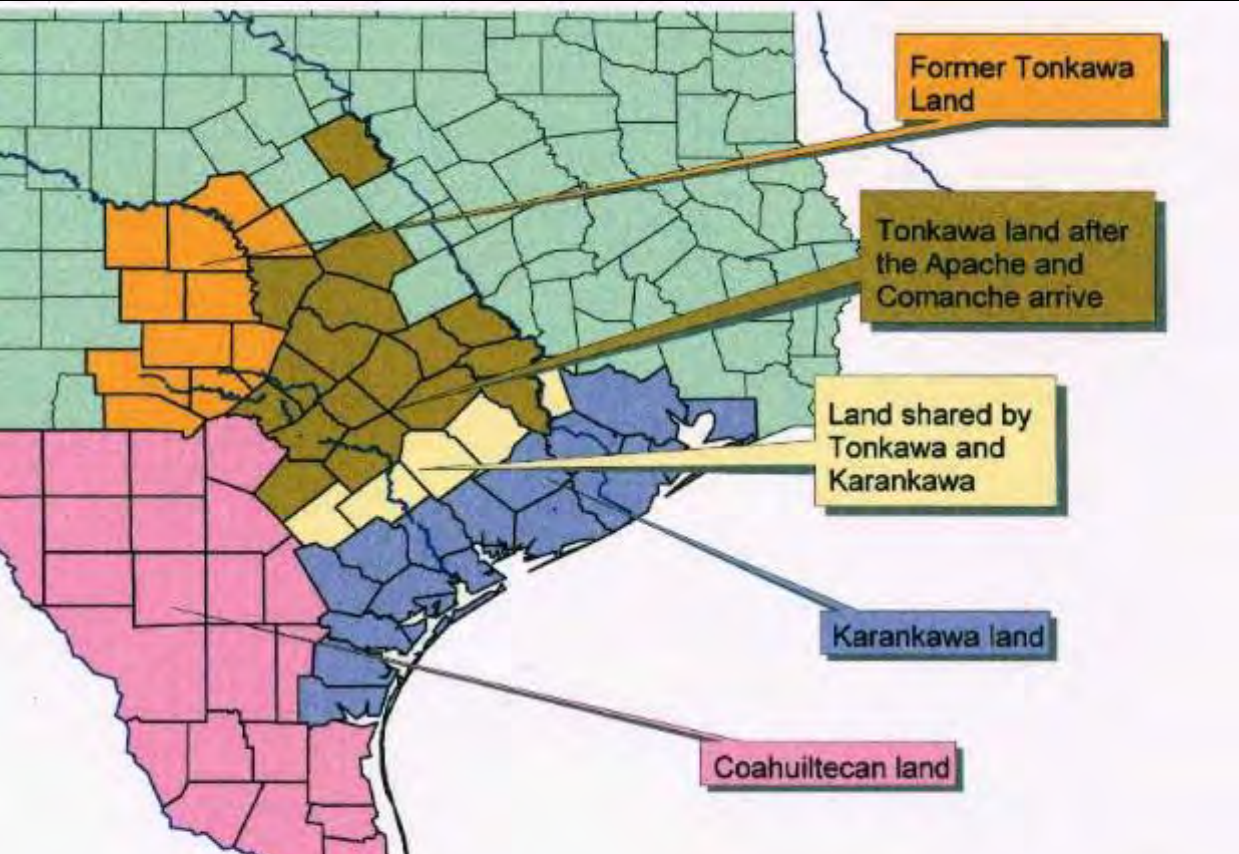 Former Tonkawa
Land
Tonkawa land after
the Apache and
Comanche arrive
Land shared by
Tonkawa and
Karankawa
Karankawa land
Coahuiltecan land